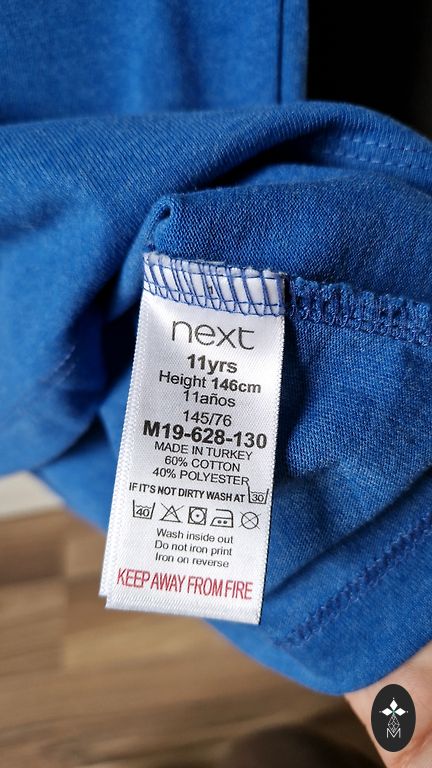 next
11yrs
Height 146cm
11años
145/76
M19-628-130
MADE IN TURKEY
60% COTTON
40% POLYESTER
IF IT'S NOT DIRTY WASH AT 30
40
Wash inside out
Do not iron print
Iron on reverse
KEEP AWAY FROM FIRE
M